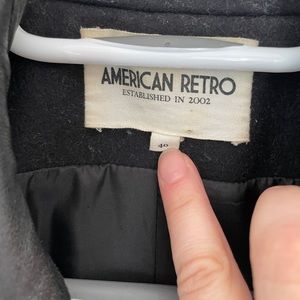 AMERICAN RETRO
ESTABLISHED IN 2002
40